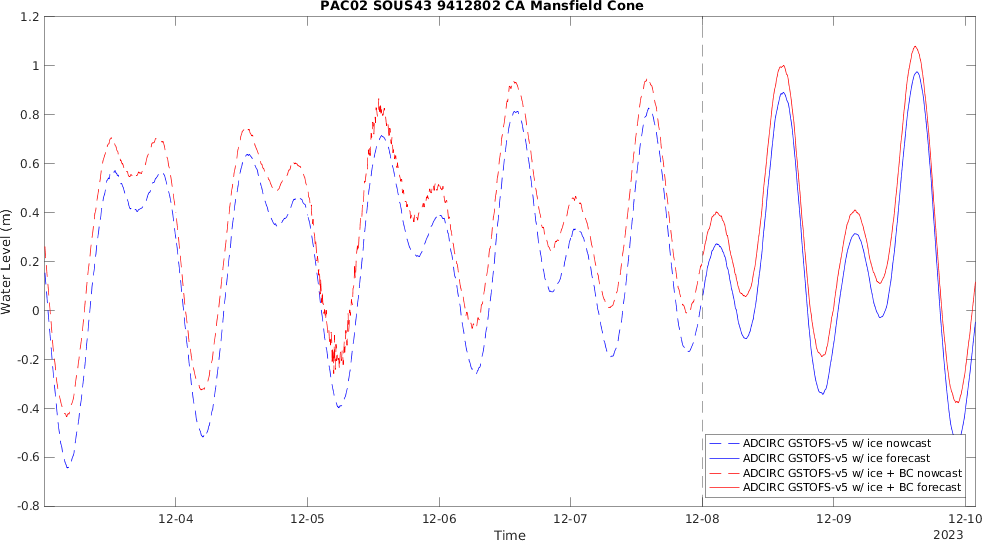 PAC02 SOUS43 9412802 CA Mansfield Cone
1.2
1
0.8
0.6
0.4
0.2
0
-0.2
-0.4
-0.6
-0.8
Water Level (m)
12-04
12-05
12-06
12-07
12-08
12-09
12-10
2023
Time
ADCIRC GSTOFS-v5 w/ ice nowcast
ADCIRC GSTOFS-v5 w/ ice forecast
ADCIRC GSTOFS-v5 w/ ice + BC nowcast
ADCIRC GSTOFS-v5 w/ ice + BC forecast